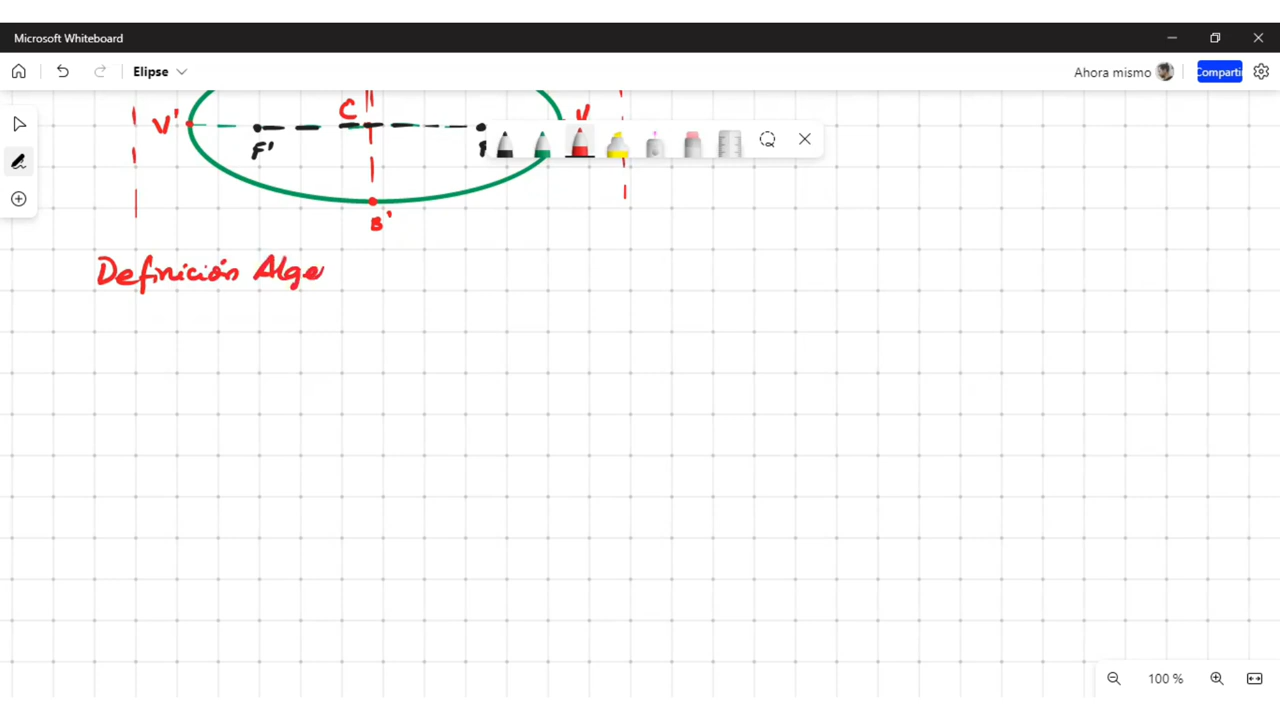 Microsoft Whiteboard
Elipse
Ahora mismo
Comparti
C
V'
V
F'
B'
Definición Alge
100 %